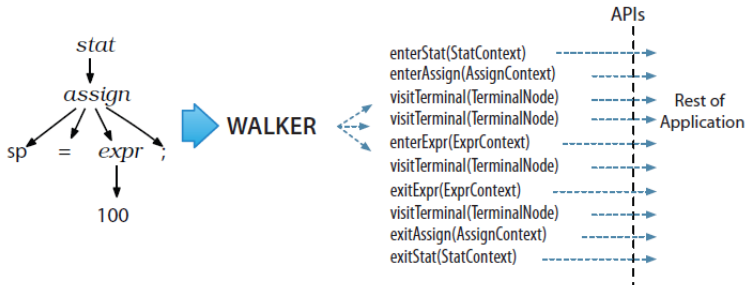 stat
assign
sp = expr ;
100
WALKER
APIs
enterStat(StatContext)
enterAssign(AssignContext)
visitTerminal(TerminalNode)
visitTerminal(TerminalNode)
enterExpr(ExprContext)
visitTerminal(TerminalNode)
exitExpr(ExprContext)
visitTerminal(TerminalNode)
exitAssign(AssignContext)
exitStat(StatContext)
Rest of
Application